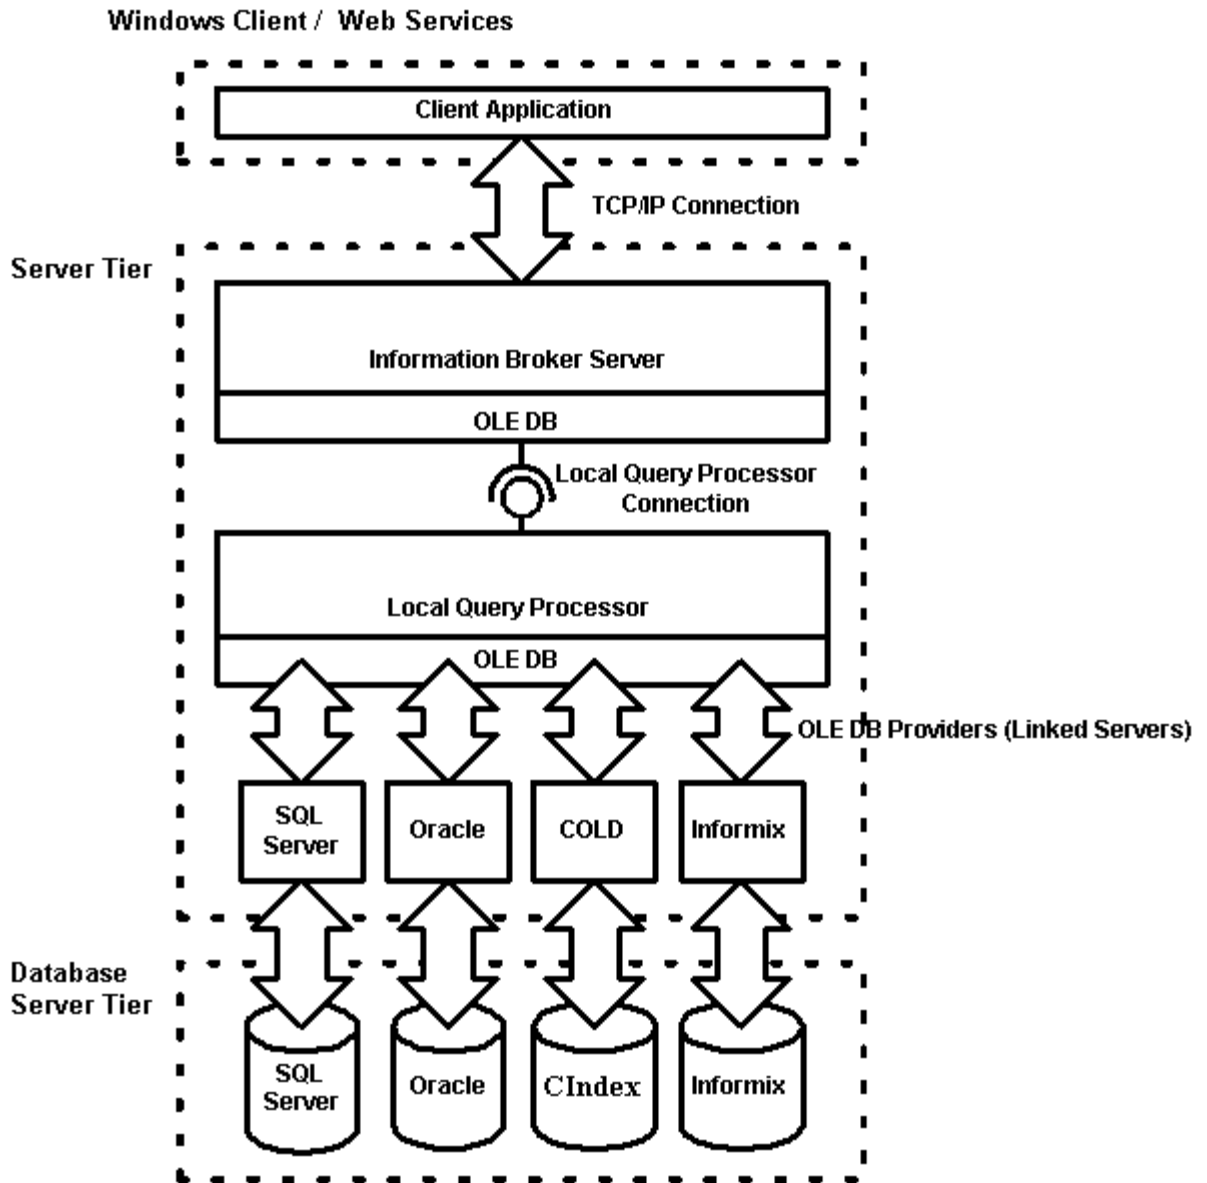 Windows Client / Web Services
Client Application
TCP/IP Connection
Server Tier
Information Broker Server
OLE DB
Local Query Processor
Connection
Local Query Processor
OLE DB
OLE DB Providers (Linked Servers)
SQL
Server
Oracle
COLD
Informix
Database
Server Tier
SQL
Server
Oracle
CIndex
Informix